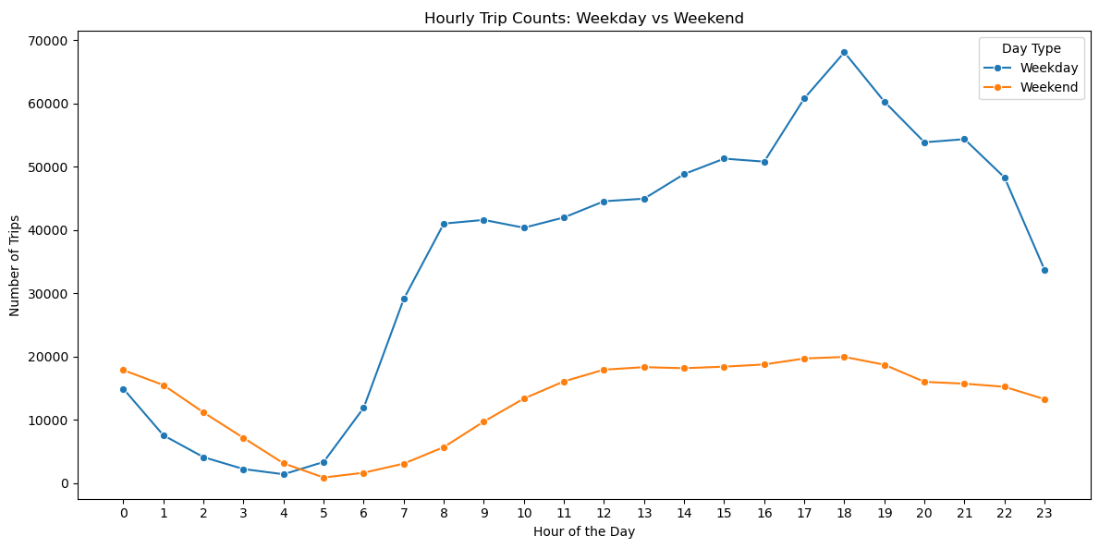 Hourly Trip Counts: Weekday vs Weekend
Day Type
Weekday
Weekend
70000
60000
50000
40000
30000
20000
10000
0
Number of Trips
0 1 2 3 4 5 6 7 8 9 10 11 12 13 14 15 16 17 18 19 20 21 22 23
Hour of the Day